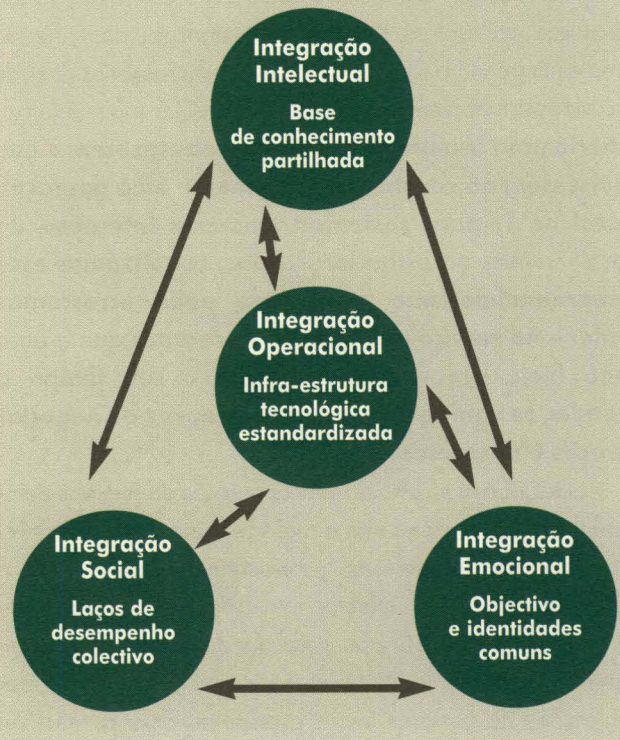 Integração
Intelectual
Base
de conhecimento
partilhada
Integração
Operacional
Infra-estrutura
tecnológica
estandardizada
Integração
Social
Laços de
desempenho
colectivo
Integração
Emocional
Objectivo
e identidades
comuns